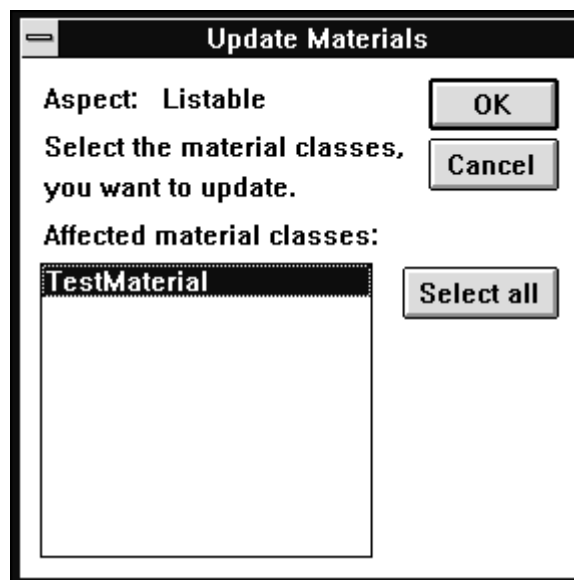 Update Materials
Aspect: Listable
OK
Select the material classes,
you want to update.
Cancel
Affected material classes:
TestMaterial
Select all